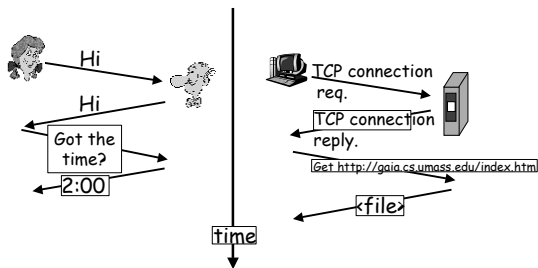 Hi
Hi
Got the
time?
2:00
TCP connection
req.
TCP connection
reply.
Get http://gaia.cs.umass.edu/index.htm
<file>
time